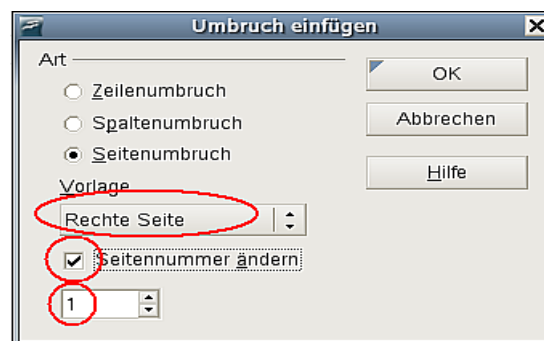 Umbruch einfügen
Art
Zeilenumbruch
Spaltenumbruch
Seitenumbruch
Vorlage
Rechte Seite
Seitennummer ändern
1
OK
Abbrechen
Hilfe